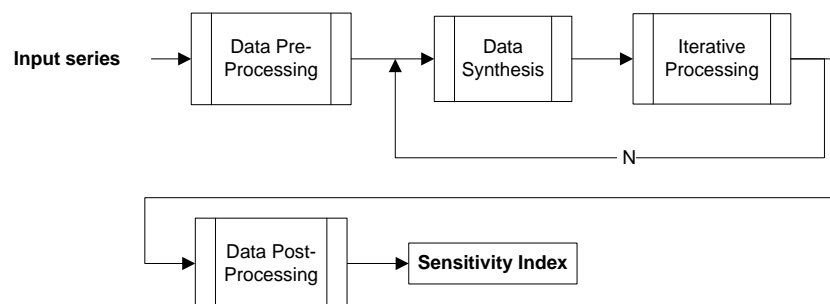 Input series
Data Pre-
Processing
Data
Synthesis
Iterative
Processing
N
Data Post-
Processing
Sensitivity Index